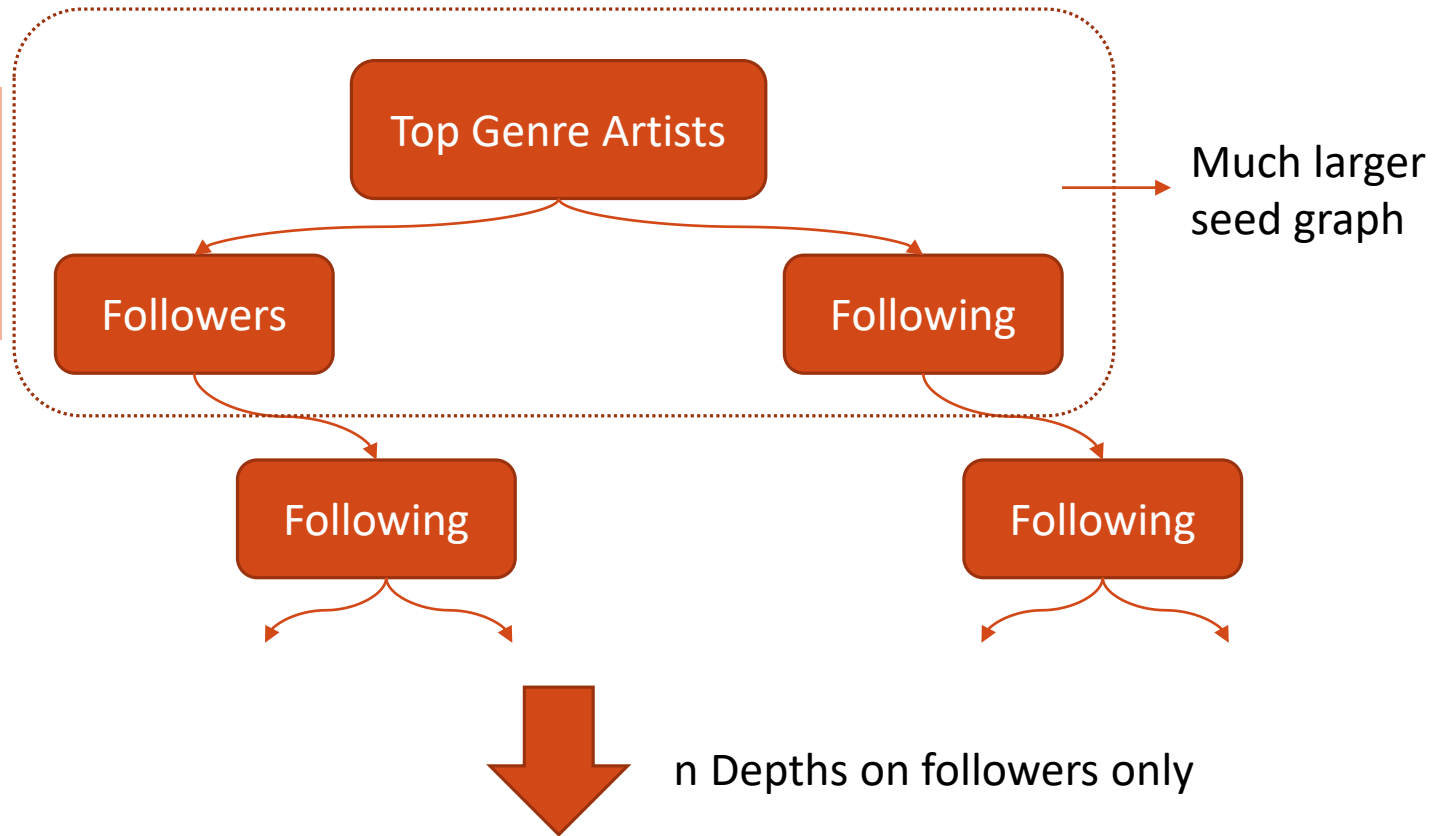 Top Genre Artists
Much larger
seed graph
Followers
Following
Following
Following
n Depths on followers only